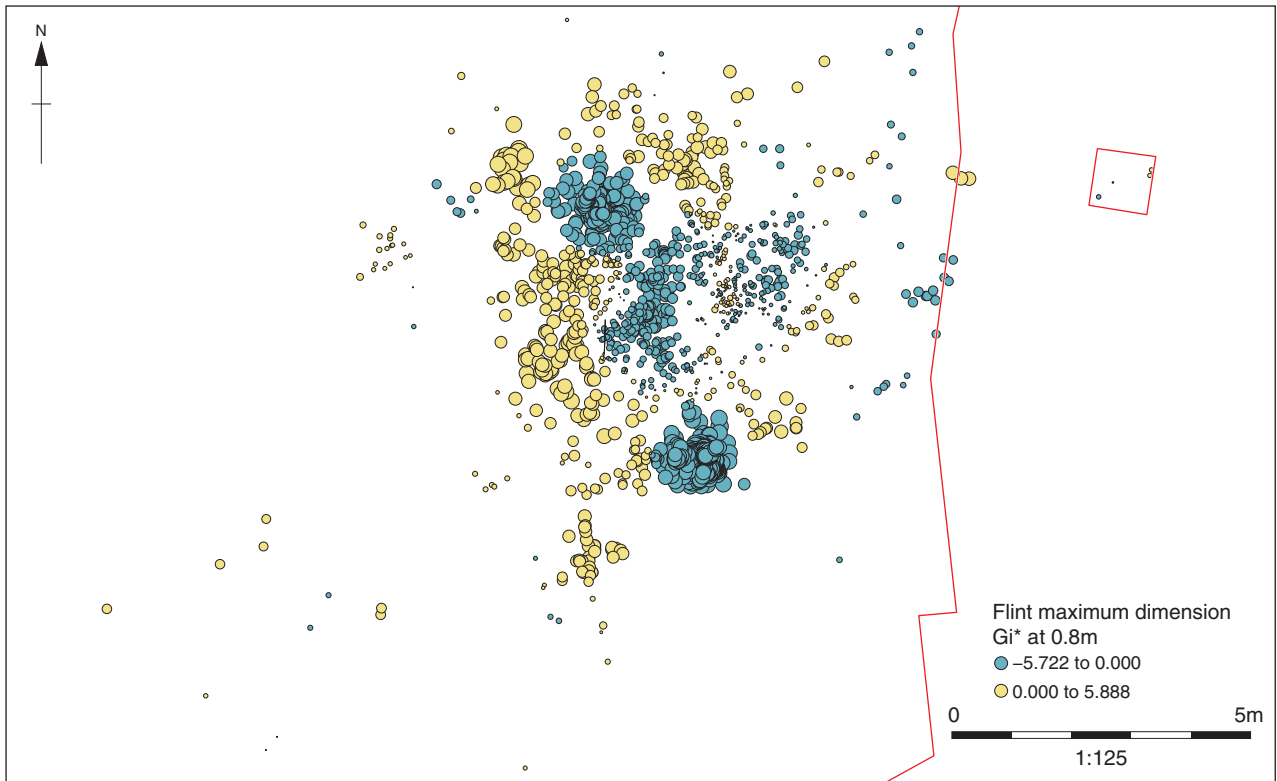 N
Flint maximum dimension
Gi* at 0.8m
−5.722 to 0.000
0.000 to 5.888
0 5m
1:125